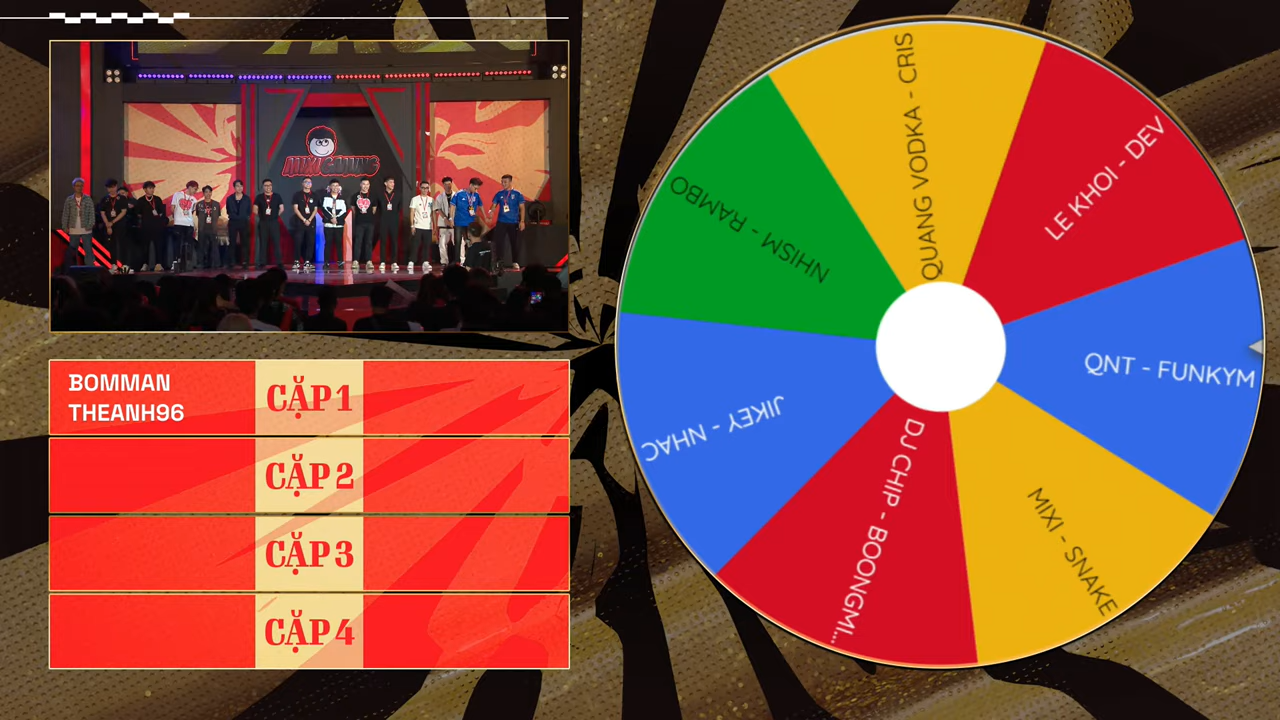 MIXIGAMING
BOMMAN
THEANH96
CẶP 1
CẶP 2
CẶP 3
CẶP 4
QUANG VODKA - CRIS
LE KHOI - DEV
QNT - FUNKYM
MIXI - SNAKE
DJ CHIP - BOONGMI...
JIKEY - NHAC
NHISM - RAMBO